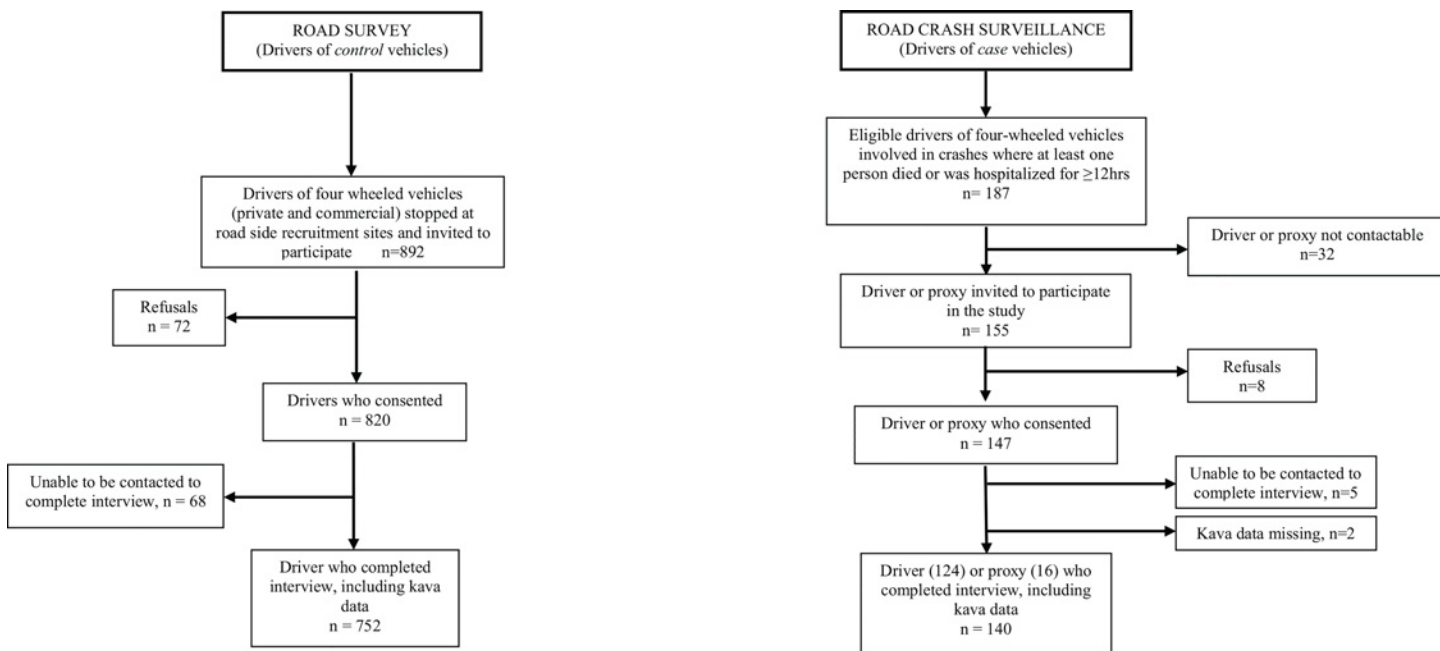 ROAD SURVEY
(Drivers of control vehicles)
Drivers of four wheeled vehicles
(private and commercial) stopped at
road side recruitment sites and invited to
participate n=892
Refusals
n = 72
Drivers who consented
n = 820
Unable to be contacted to
complete interview, n = 68
Driver who completed
interview, including kava
data
n = 752
ROAD CRASH SURVEILLANCE
(Drivers of case vehicles)
Eligible drivers of four-wheeled vehicles
involved in crashes where at least one
person died or was hospitalized for ≥12hrs
n= 187
Driver or proxy not contactable
n=32
Driver or proxy invited to participate
in the study
n= 155
Refusals
n=8
Driver or proxy who consented
n = 147
Unable to be contacted to
complete interview, n=5
Kava data missing, n=2
Driver (124) or proxy (16) who
completed interview, including
kava data
n = 140